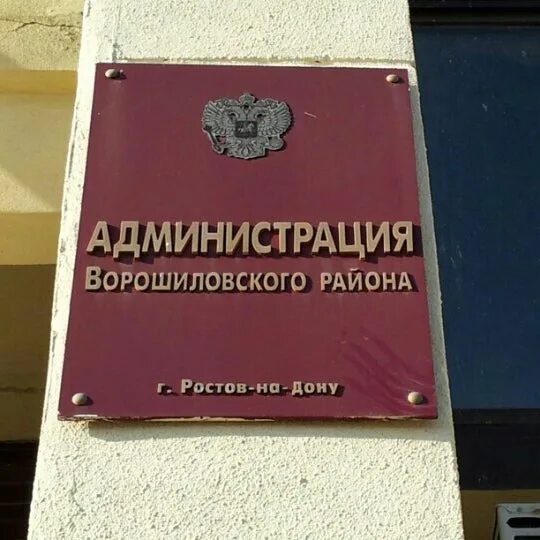 АДМИНИСТРАЦИЯ
ВОРОШИЛОВСКОГО РАЙОНА
г. Ростов-на-Дону